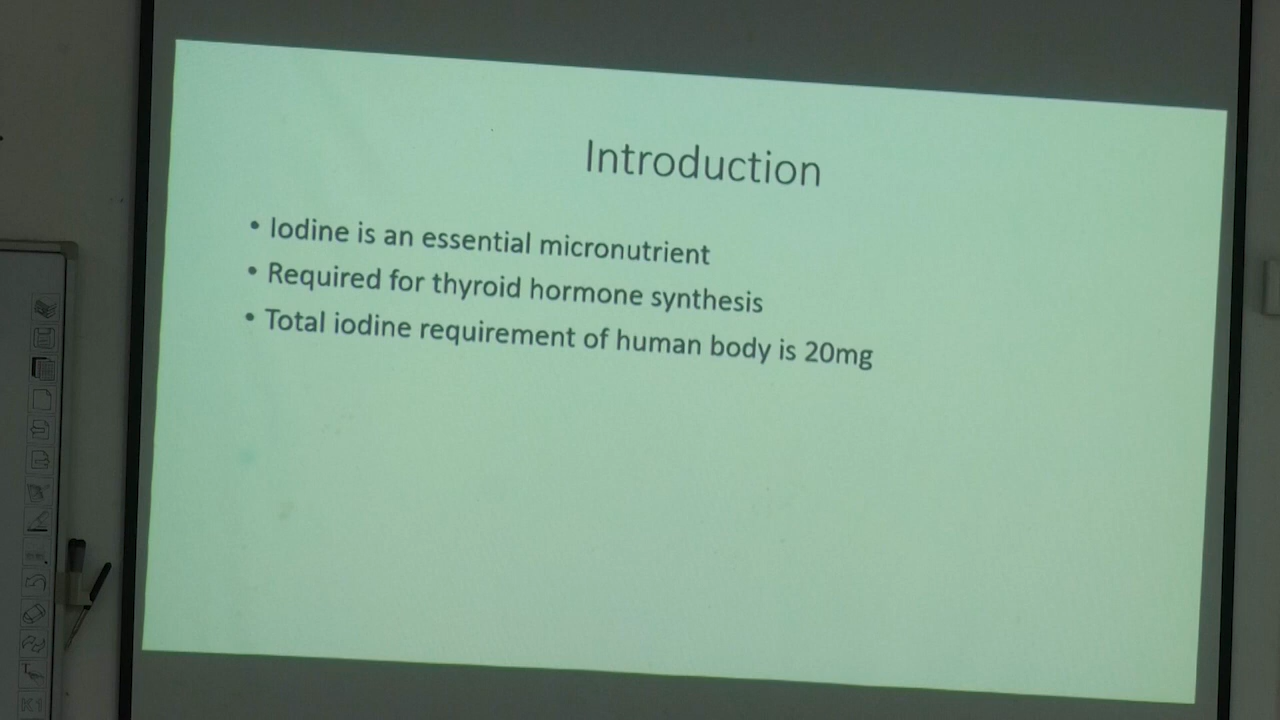 Introduction
• Iodine is an essential micronutrient
• Required for thyroid hormone synthesis
• Total iodine requirement of human body is 20mg
K1